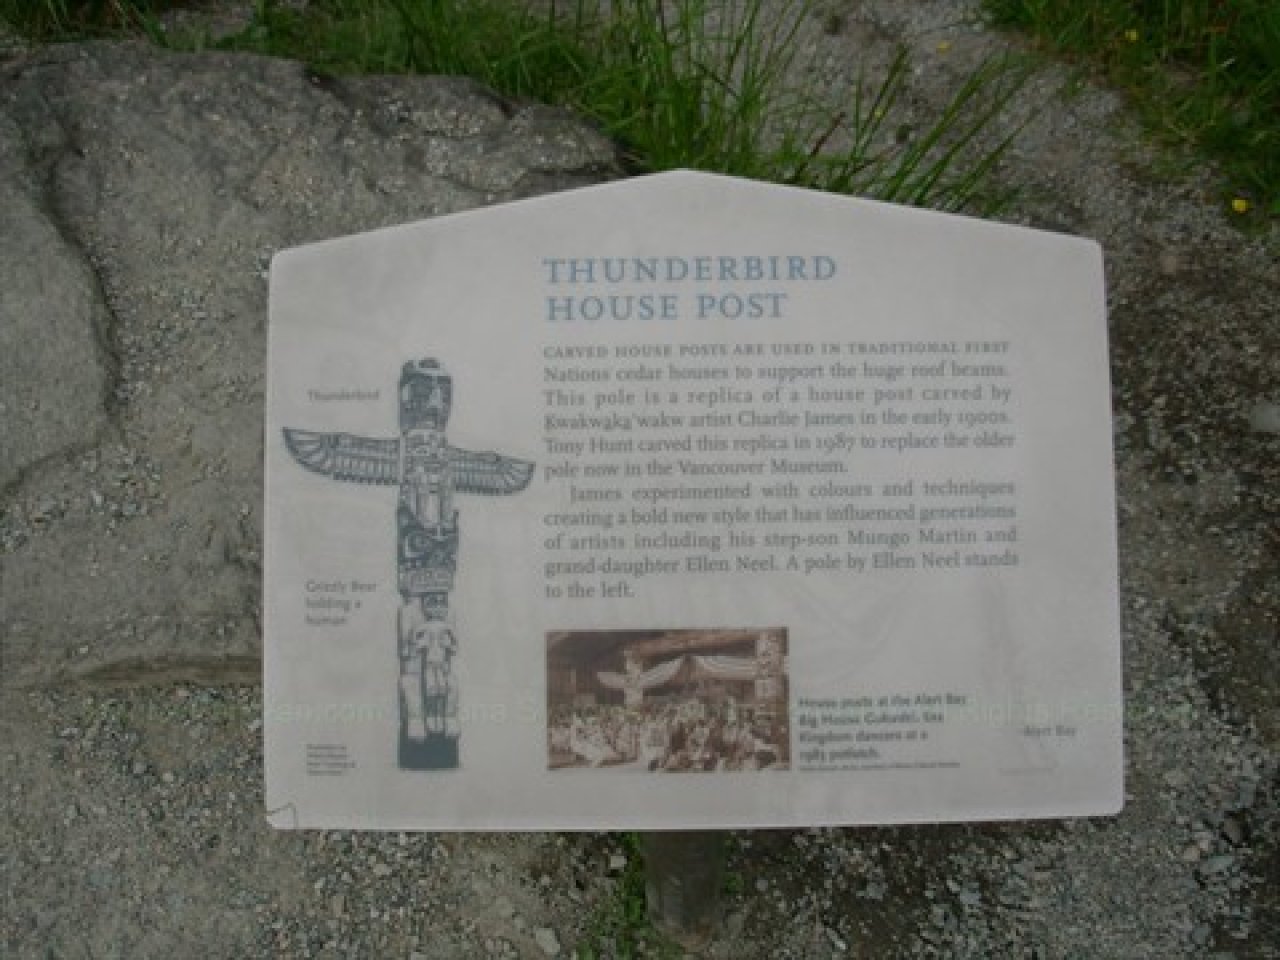 THUNDERBIRD
HOUSE POST
CARVED HOUSE POSTS ARE USED IN TRADITIONAL FIRST
Nations cedar houses to support the huge roof beams.
This pole is a replica of a house post carved by
Kwakwa̱ka̱'wakw artist Charlie James in the early 1900s.
Tony Hunt carved this replica in 1987 to replace the older
pole now in the Vancouver Museum.
James experimented with colours and techniques
creating a bold new style that has influenced generations
of artists including his step-son Mungo Martin and
grand-daughter Ellen Neel. A pole by Ellen Neel stands
to the left.
Thunderbird
Grizzly Bear
holding a
human
House posts at the Alert Bay
Big House Gukwdzi. Sea
Kingdom dancers at a
1983 potlatch.
Alert Bay